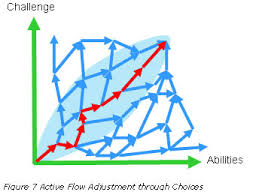 Challenge
Abilities
Figure 7 Active Flow Adjustment through Choices